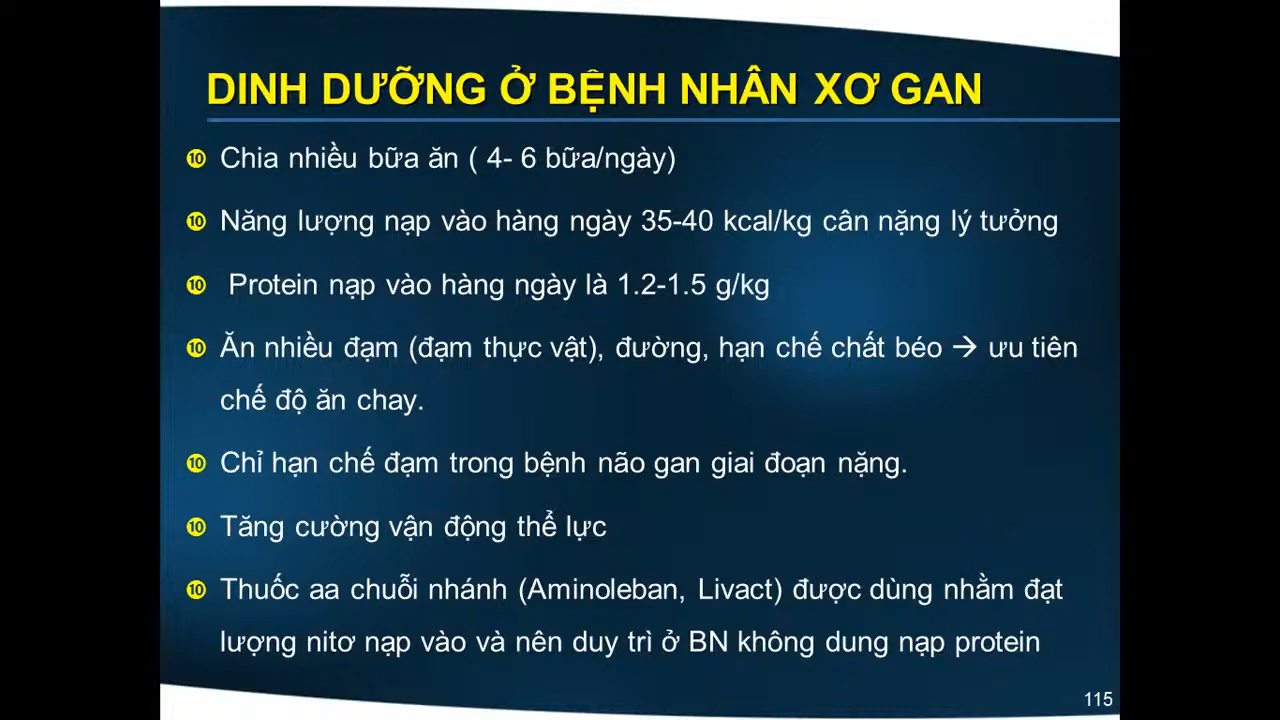 DINH DƯỠNG Ở BỆNH NHÂN XƠ GAN
⓾ Chia nhiều bữa ăn ( 4- 6 bữa/ngày)
⓾ Năng lượng nạp vào hàng ngày 35-40 kcal/kg cân nặng lý tưởng
⓾ Protein nạp vào hàng ngày là 1.2-1.5 g/kg
⓾ Ăn nhiều đạm (đạm thực vật), đường, hạn chế chất béo → ưu tiên
chế độ ăn chay.
⓾ Chỉ hạn chế đạm trong bệnh não gan giai đoạn nặng.
⓾ Tăng cường vận động thể lực
⓾ Thuốc aa chuỗi nhánh (Aminoleban, Livact) được dùng nhằm đạt
lượng nitơ nạp vào và nên duy trì ở BN không dung nạp protein
115